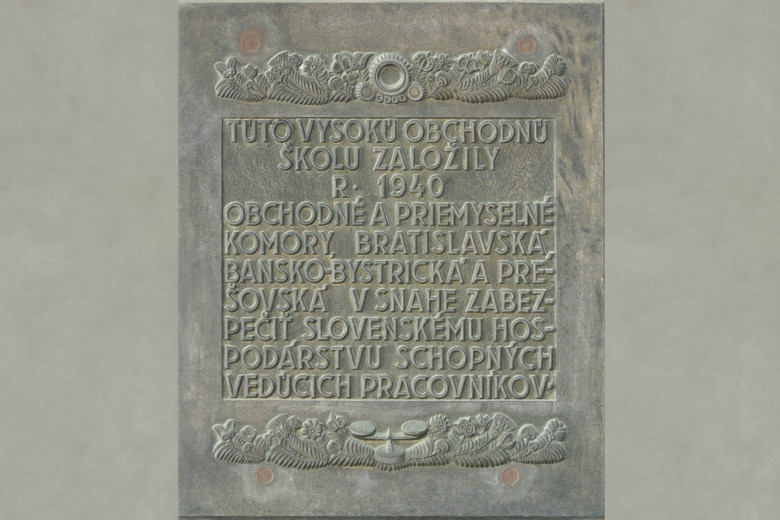 TÚTO VYSOKÚ OBCHODNÚ
ŠKOLU ZALOŽILY
R. 1940
OBCHODNÉ A PRIEMYSELNÉ
KOMORY BRATISLAVSKÁ,
BANSKO-BYSTRICKÁ A PRE-
ŠOVSKÁ V SNAHE ZABEZ-
PEČIŤ SLOVENSKÉMU HOS-
PODÁRSTVU SCHOPNÝCH
VEDÚCICH PRACOVNÍKOV.